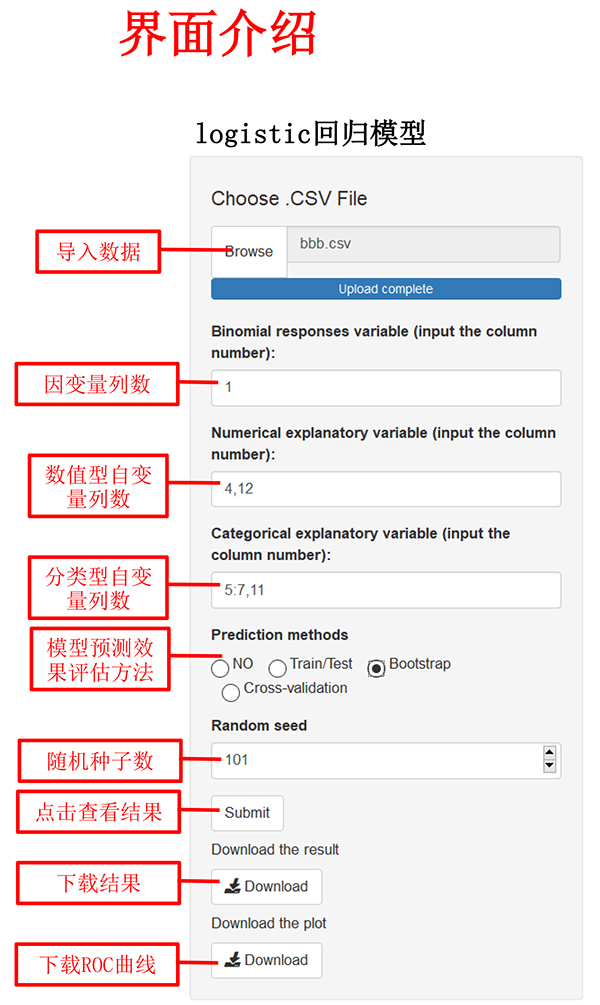 界面介绍
logistic回归模型
Choose .CSV File
导入数据
Browse
bbb.csv
Upload complete
Binomial responses variable (input the column
number):
因变量列数
1
Numerical explanatory variable (input the column
number):
数值型自变
量列数
4,12
Categorical explanatory variable (input the
column number):
分类型自变
量列数
5:7,11
Prediction methods
模型预测效
果评估方法
NO
Train/Test
Bootstrap
Cross-validation
Random seed
随机种子数
101
点击查看结果
Submit
Download the result
下载结果
Download
Download the plot
下载ROC曲线
Download